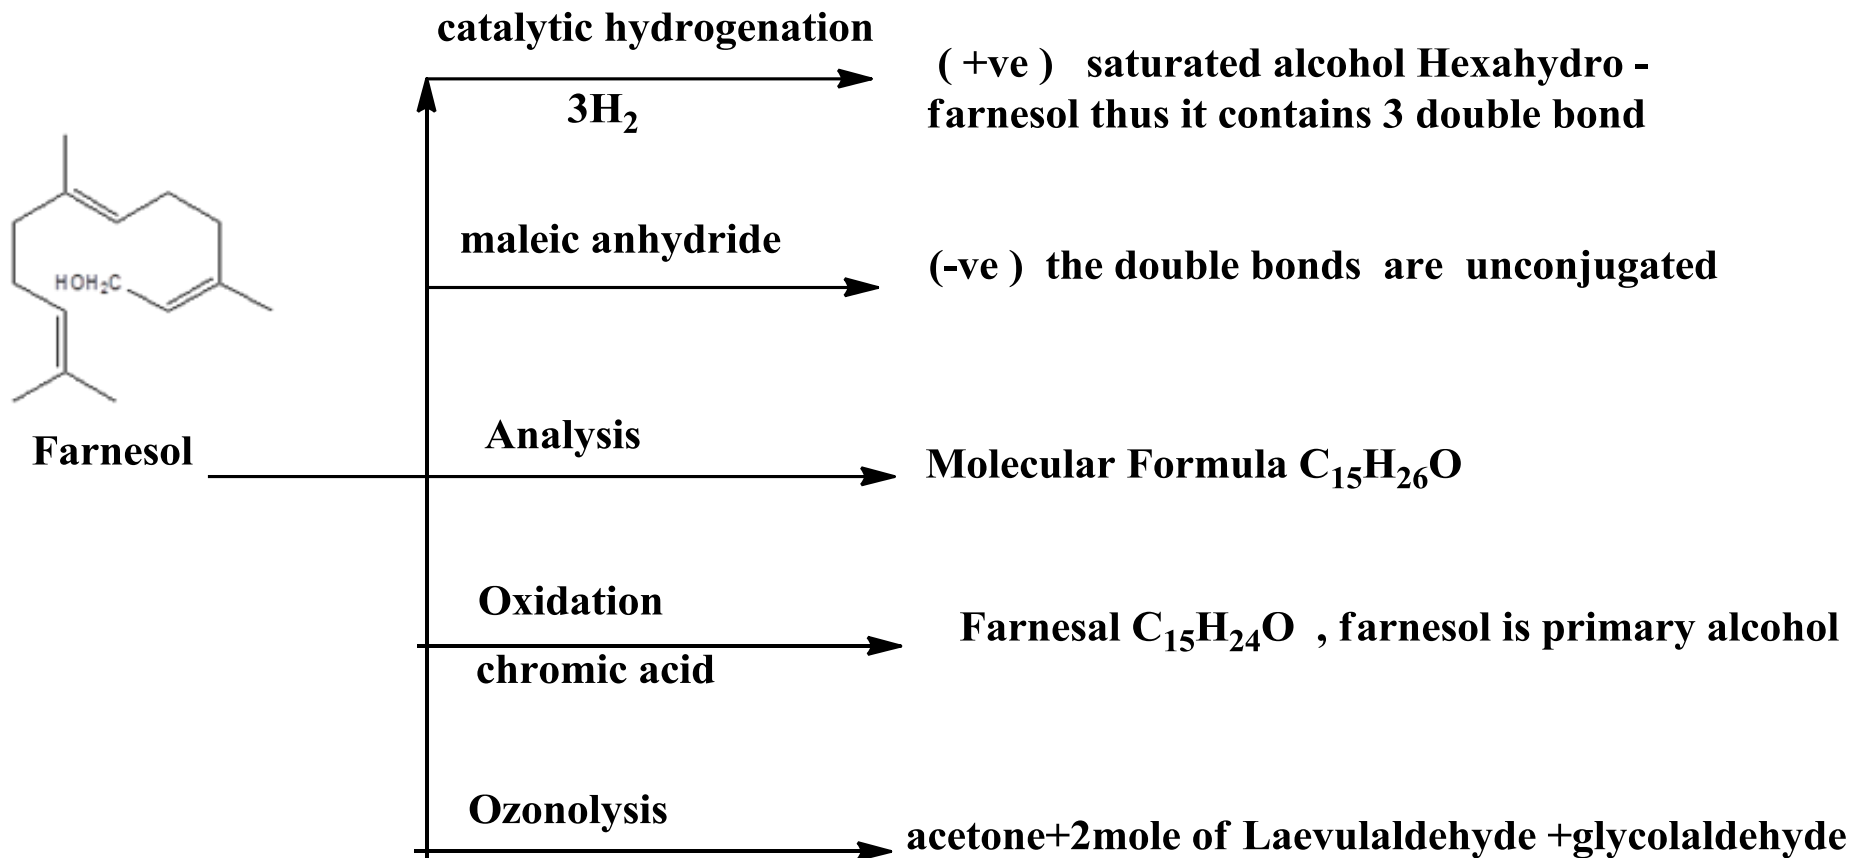 catalytic hydrogenation
3H₂
( +ve ) saturated alcohol Hexahydro -
farnesol thus it contains 3 double bond
maleic anhydride
(-ve ) the double bonds are unconjugated
HOH₂C
Farnesol
Analysis
Molecular Formula C₁₅H₂₆O
Oxidation
chromic acid
Farnesal C₁₅H₂₄O , farnesol is primary alcohol
Ozonolysis
acetone+2mole of Laevulaldehyde +glycolaldehyde